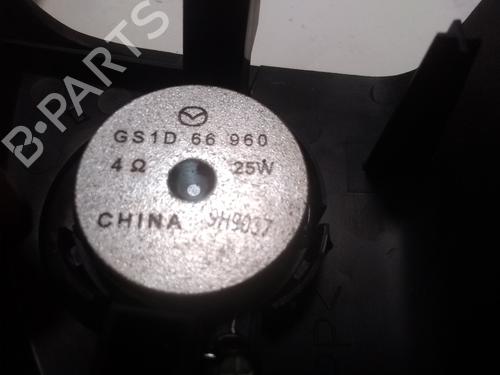 B-PARTS
GS1D 66 960
4 Ω 25W
CHINA 9H9037